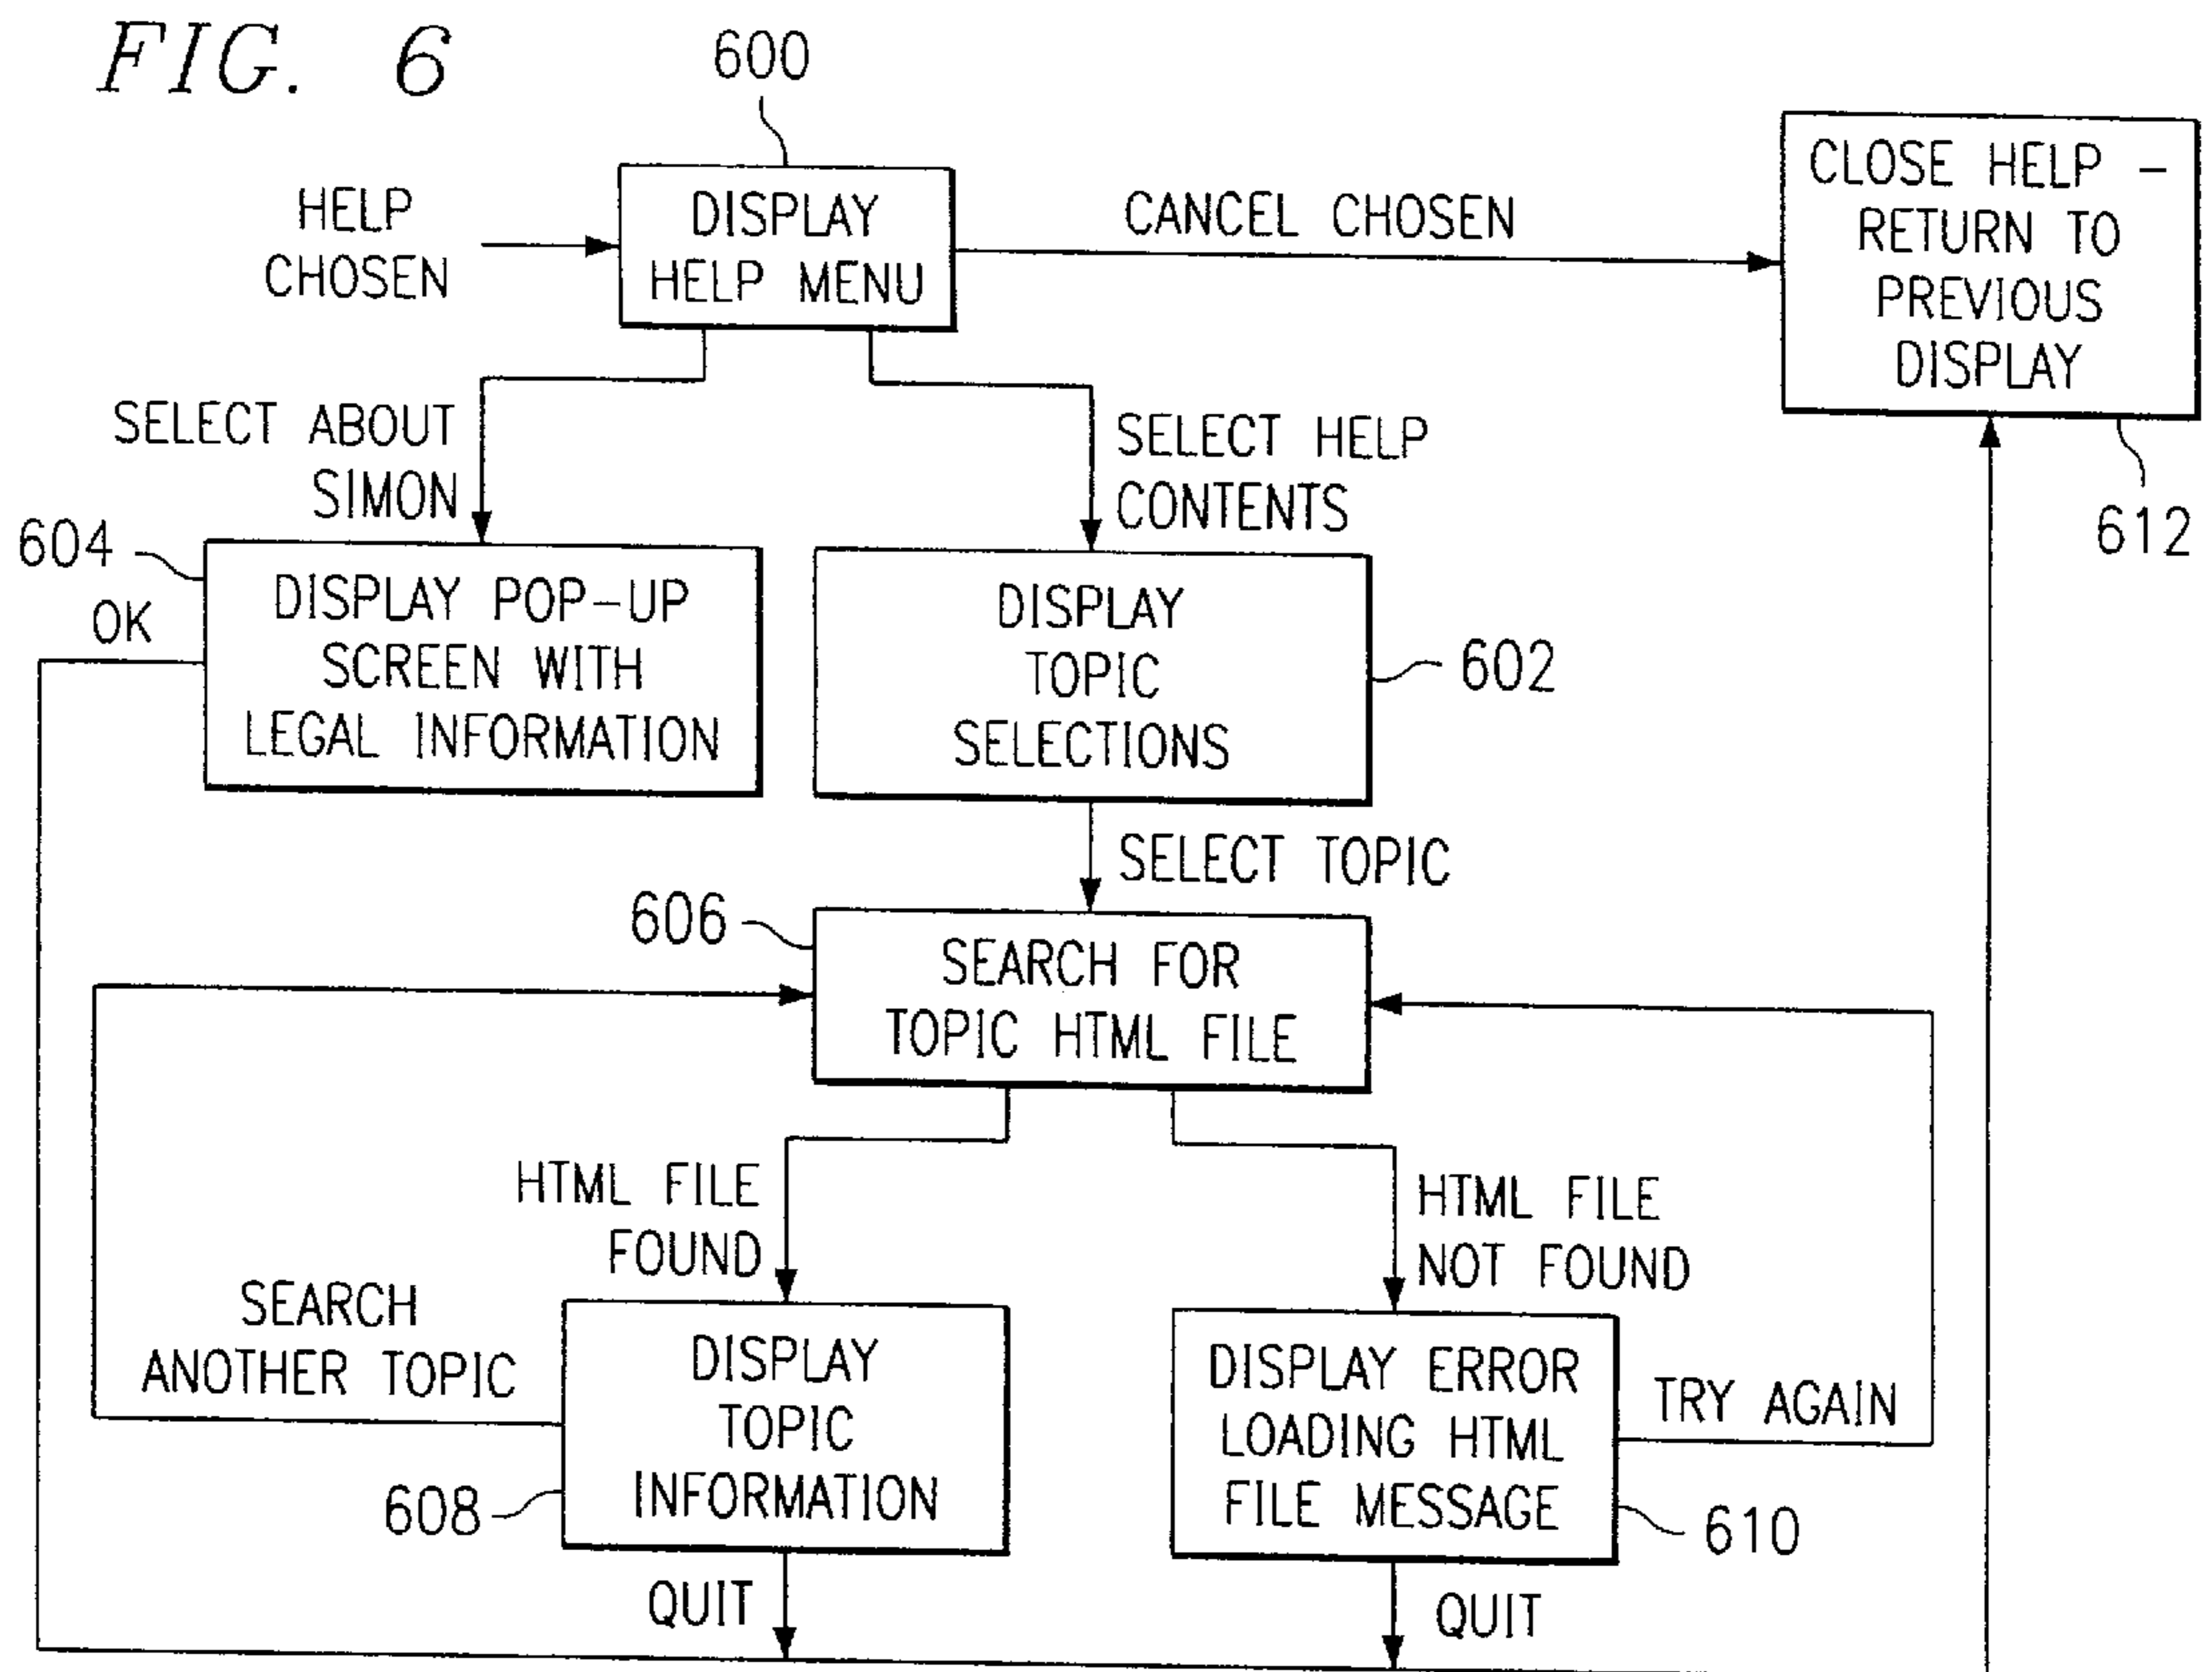 FIG. 6
600
HELP
CHOSEN
DISPLAY
HELP MENU
CANCEL CHOSEN
CLOSE HELP –
RETURN TO
PREVIOUS
DISPLAY
612
SELECT ABOUT
SIMON
SELECT HELP
CONTENTS
604
OK
DISPLAY POP-UP
SCREEN WITH
LEGAL INFORMATION
DISPLAY
TOPIC
SELECTIONS
602
SELECT TOPIC
606
SEARCH FOR
TOPIC HTML FILE
HTML FILE
FOUND
HTML FILE
NOT FOUND
SEARCH
ANOTHER TOPIC
DISPLAY
TOPIC
INFORMATION
608
DISPLAY ERROR
LOADING HTML
FILE MESSAGE
TRY AGAIN
610
QUIT
QUIT